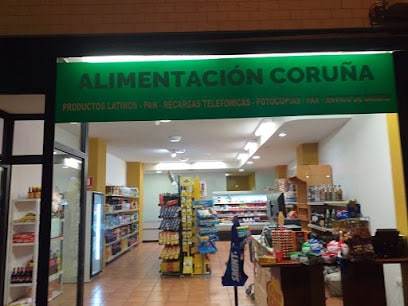 ALIMENTACIÓN CORUÑA
PRODUCTOS LATINOS - PAN - RECARGAS TELEFONICAS - FOTOCOPIAS - FAX -